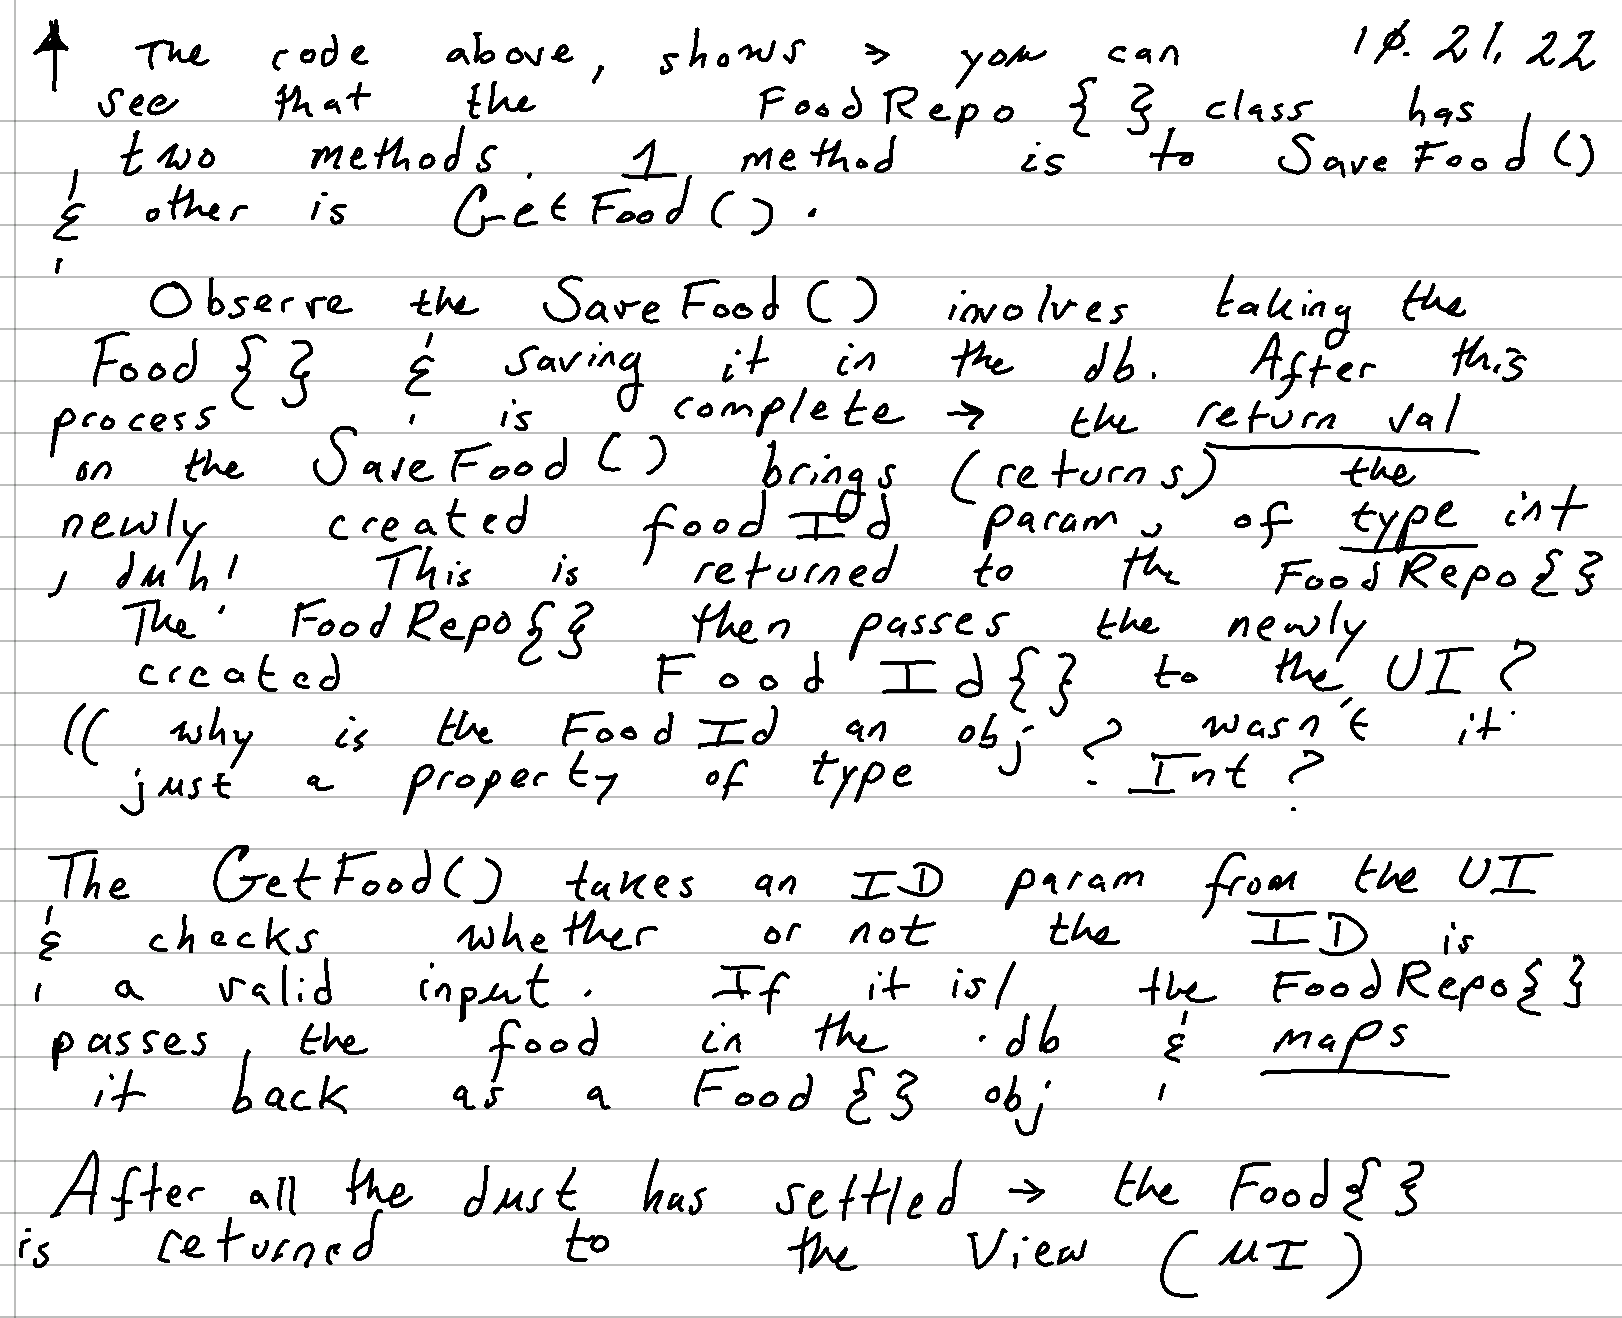 ↑ The code above, shows → you can 10.21.22
see that the FoodRepo { } class has
two methods. 1 method is to SaveFood()
& other is GetFood().
Observe the SaveFood() involves taking the
Food { } & saving it in the db. After this
process is complete → the return val
on the SaveFood() brings (returns) the
newly created foodId param, of type int
, duh! This is returned to the FoodRepo{}
The FoodRepo{} then passes the newly
created FoodId{} to the UI?
(( why is the FoodId an obj? wasn't it
just a property of type Int?
The GetFood() takes an ID param from the UI
& checks whether or not the ID is
a valid input. If it is/ the FoodRepo{}
passes the food in the .db & maps
it back as a Food {} obj
After all the dust has settled → the Food{}
is returned to the View (UI)